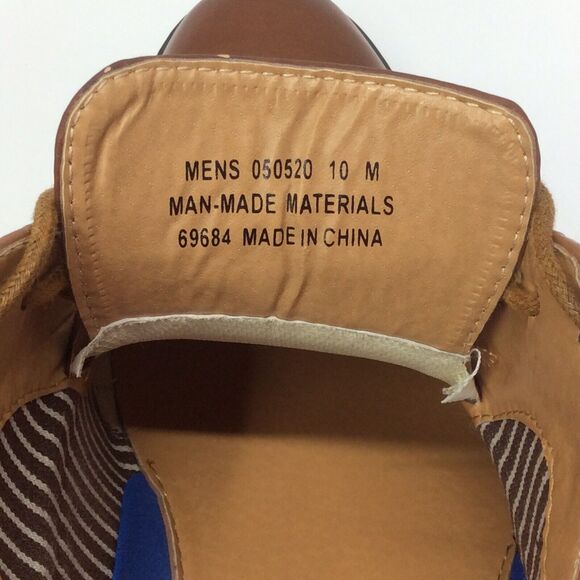 MENS 050520 10 M
MAN-MADE MATERIALS
69684 MADE IN CHINA